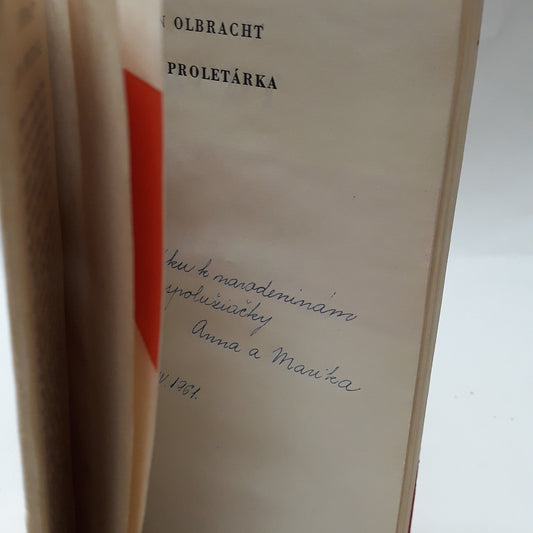 OLBRACHT
PROLETÁRKA
k narodeninám
spolužiačky
Anna a Marika
1961.